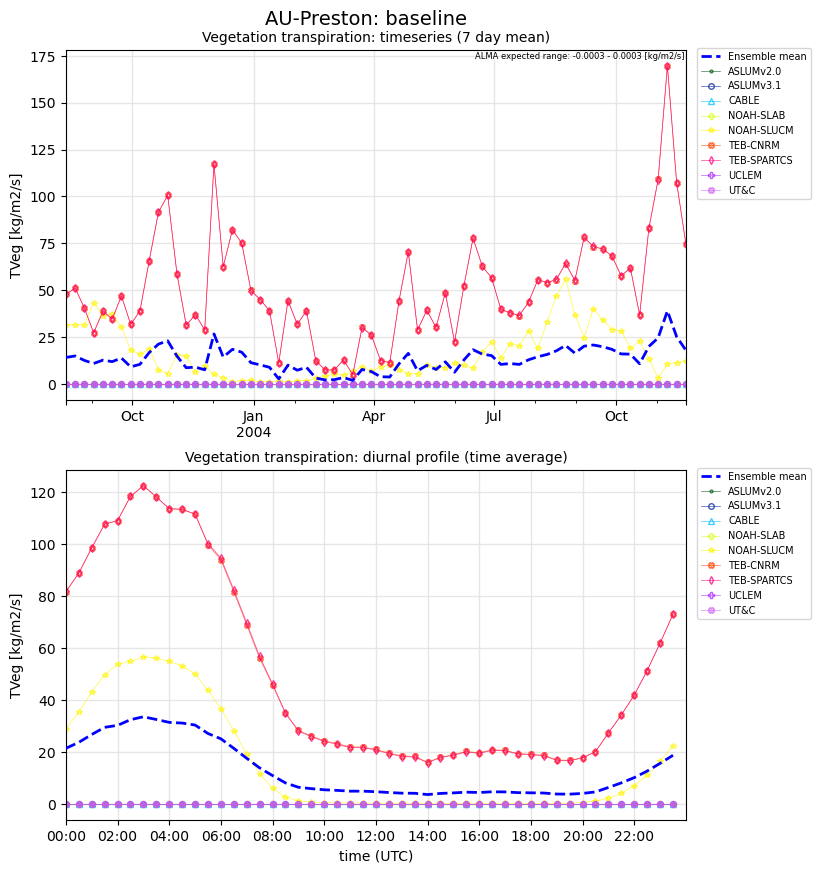 AU-Preston: baseline
Vegetation transpiration: timeseries (7 day mean)
ALMA expected range: -0.0003 - 0.0003 [kg/m2/s]
TVeg [kg/m2/s]
175
150
125
100
75
50
25
0
Oct
Jan
2004
Apr
Jul
Oct
Ensemble mean
ASLUMv2.0
ASLUMv3.1
CABLE
NOAH-SLAB
NOAH-SLUCM
TEB-CNRM
TEB-SPARTCS
UCLEM
UT&C
Vegetation transpiration: diurnal profile (time average)
TVeg [kg/m2/s]
120
100
80
60
40
20
0
00:00
02:00
04:00
06:00
08:00
10:00
12:00
14:00
16:00
18:00
20:00
22:00
time (UTC)
Ensemble mean
ASLUMv2.0
ASLUMv3.1
CABLE
NOAH-SLAB
NOAH-SLUCM
TEB-CNRM
TEB-SPARTCS
UCLEM
UT&C